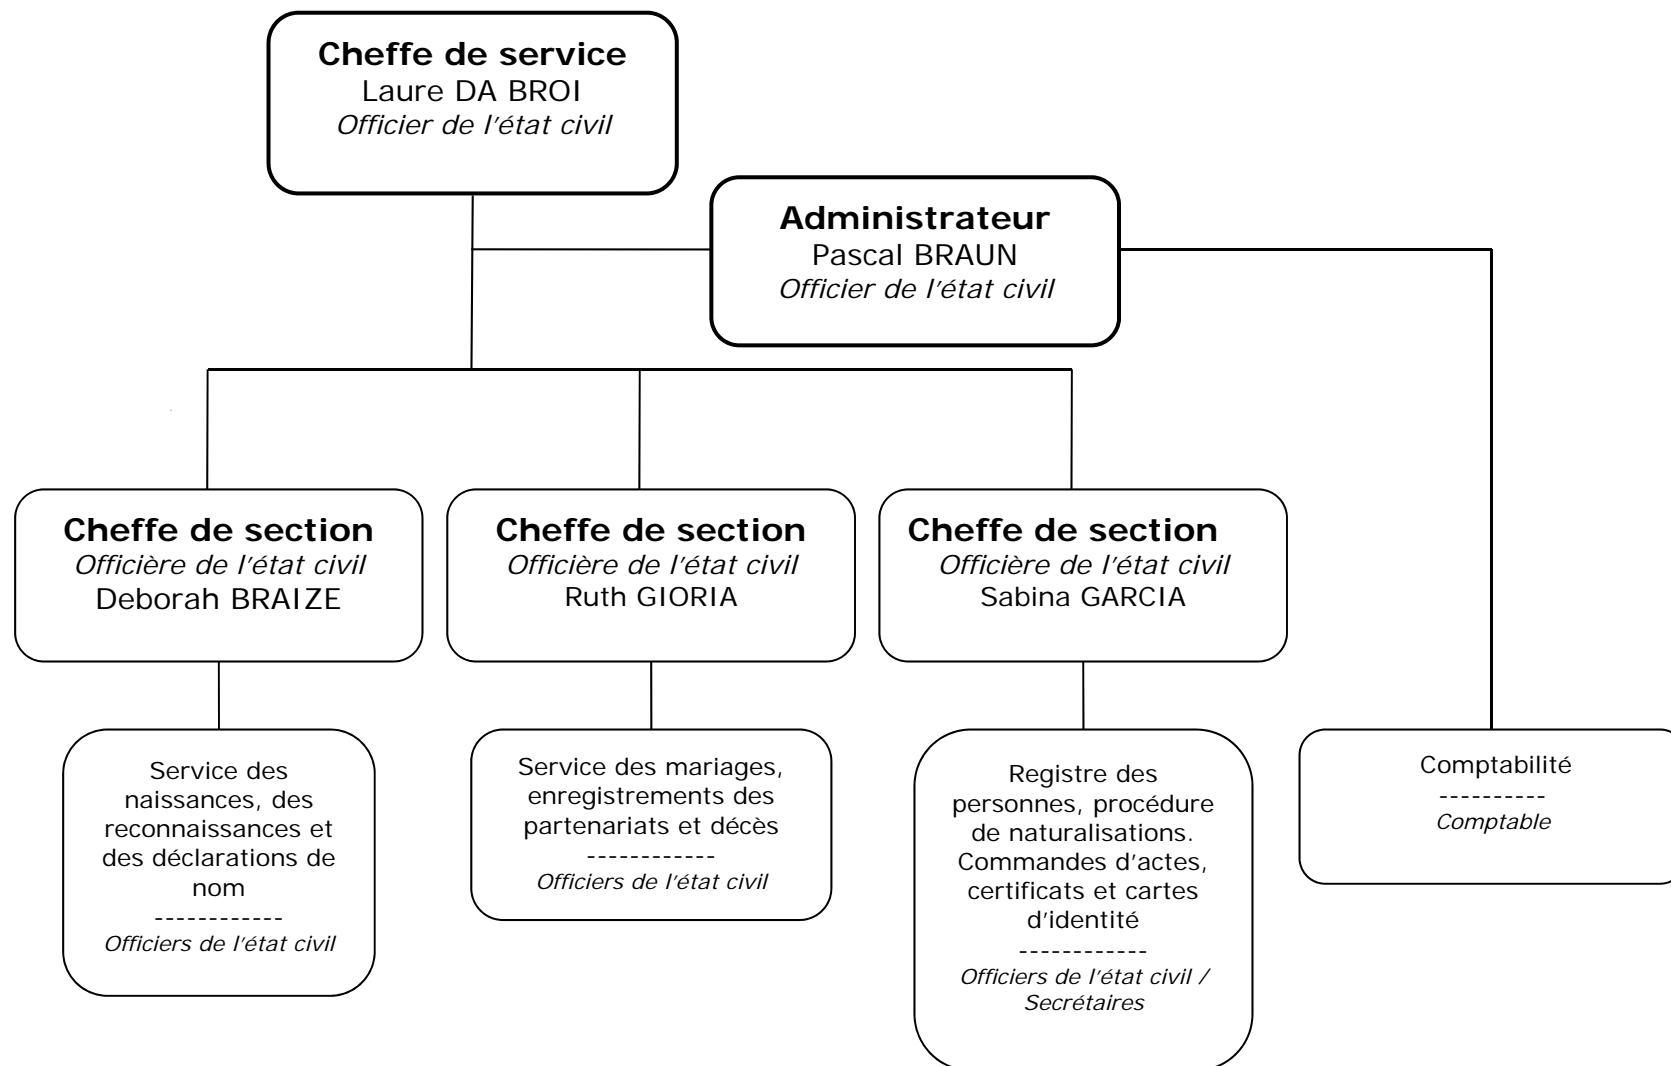 Cheffe de service
Laure DA BROI
Officier de l'état civil
Administrateur
Pascal BRAUN
Officier de l'état civil
Cheffe de section
Officière de l'état civil
Deborah BRAIZE
Cheffe de section
Officière de l'état civil
Ruth GIORIA
Cheffe de section
Officière de l'état civil
Sabina GARCIA
Service des
naissances, des
reconnaissances et
des déclarations de
nom
------------
Officiers de l'état civil
Service des mariages,
enregistrements des
partenariats et décès
------------
Officiers de l'état civil
Registre des
personnes, procédure
de naturalisations.
Commandes d'actes,
certificats et cartes
d'identité
------------
Officiers de l'état civil /
Secrétaires
Comptabilité
----------
Comptable